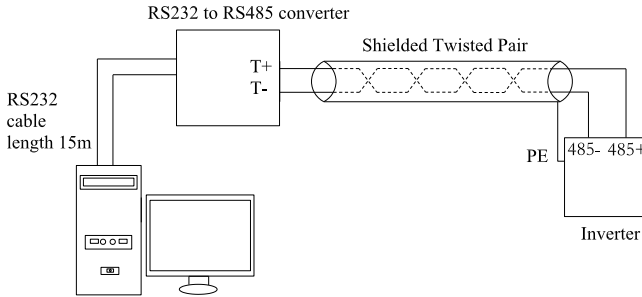 RS232 to RS485 converter
Shielded Twisted Pair
T+
T-
RS232
cable
length 15m
PE
485- 485+
Inverter